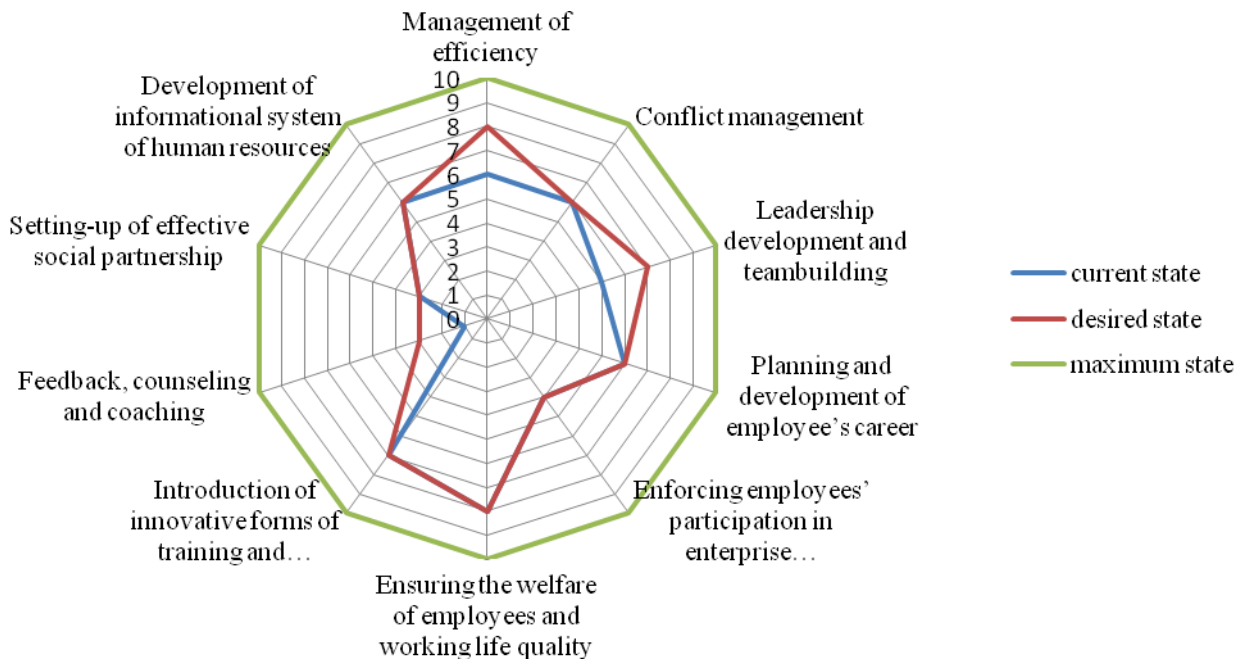 Management of
efficiency
Development of
informational system
of human resources
Conflict management
Setting-up of effective
social partnership
Leadership
development and
teambuilding
Feedback, counseling
and coaching
Planning and
development of
employee's career
Introduction of
innovative forms of
training and…
Enforcing employees'
participation in
enterprise…
Ensuring the welfare
of employees and
working life quality
10
9
8
7
6
5
4
3
2
1
0
current state
desired state
maximum state